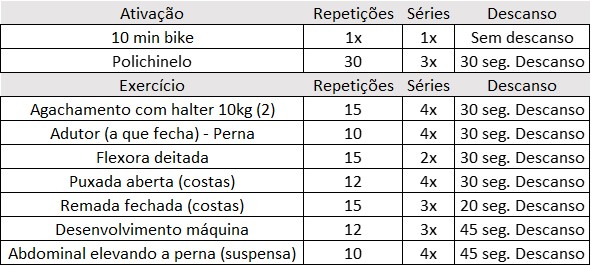 Ativação Repetições Séries Descanso
10 min bike 1x 1x Sem descanso
Polichinelo 30 3x 30 seg. Descanso
Exercício Repetições Séries Descanso
Agachamento com halter 10kg (2) 15 4x 30 seg. Descanso
Adutor (a que fecha) - Perna 10 4x 30 seg. Descanso
Flexora deitada 15 2x 30 seg. Descanso
Puxada aberta (costas) 12 4x 30 seg. Descanso
Remada fechada (costas) 15 3x 20 seg. Descanso
Desenvolvimento máquina 12 3x 45 seg. Descanso
Abdominal elevando a perna (suspensa) 10 4x 45 seg. Descanso